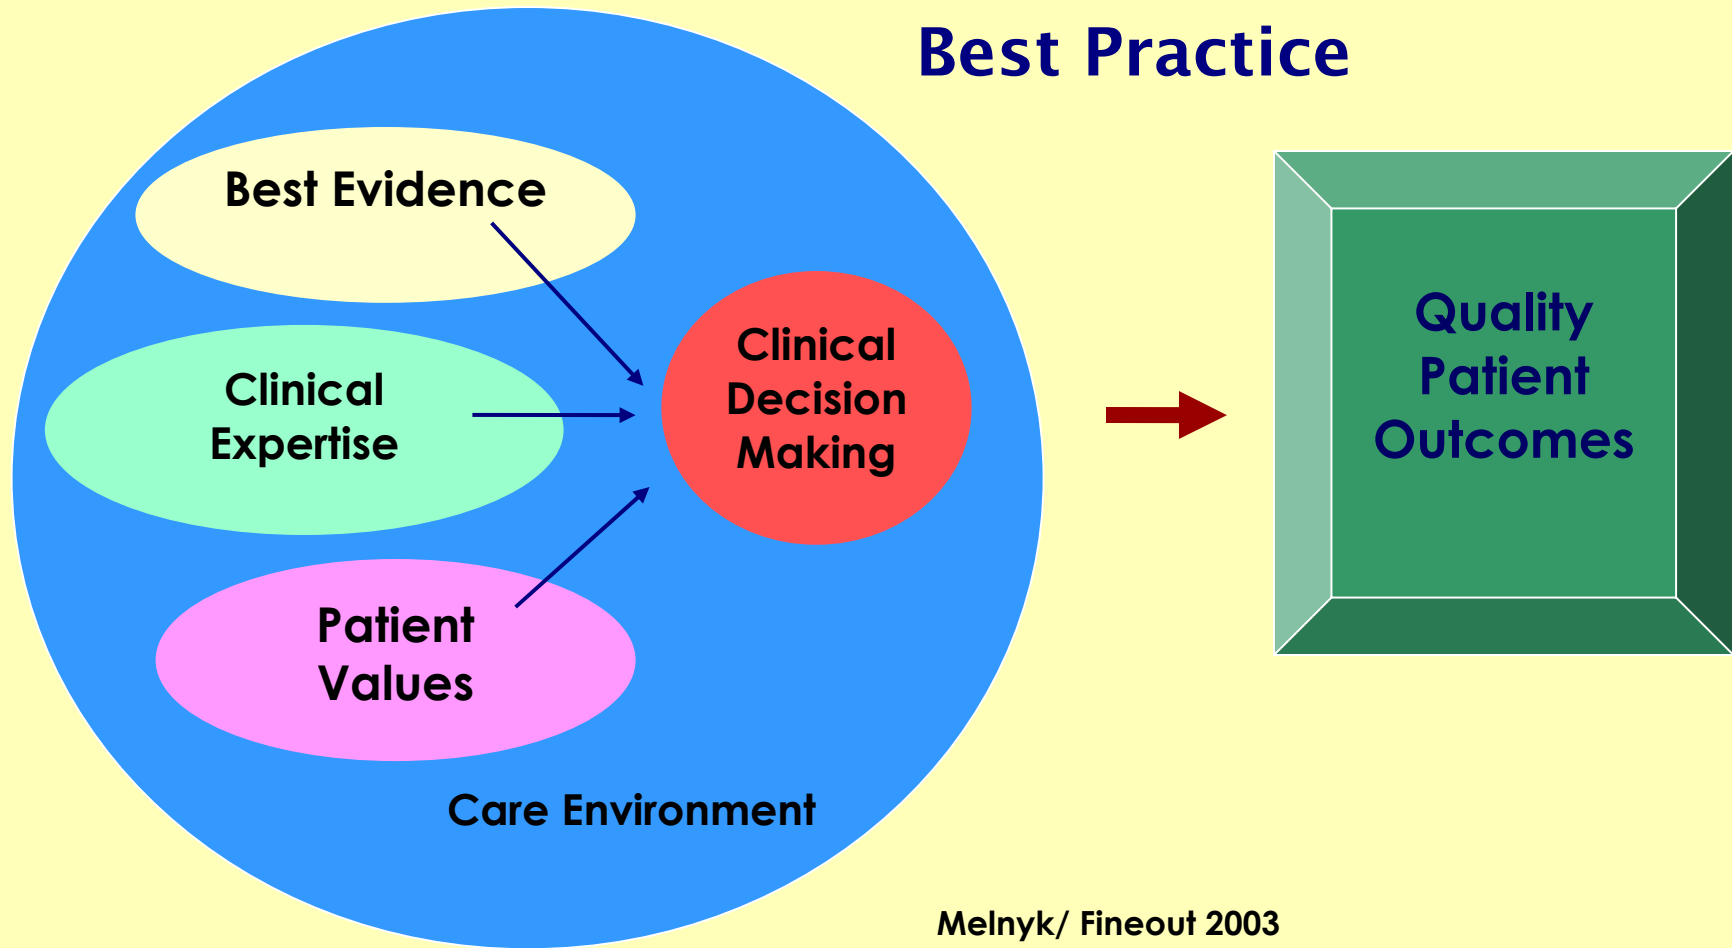 Best Practice
Best Evidence
Clinical
Expertise
Patient
Values
Clinical
Decision
Making
Care Environment
Quality
Patient
Outcomes
Melnyk/ Fineout 2003